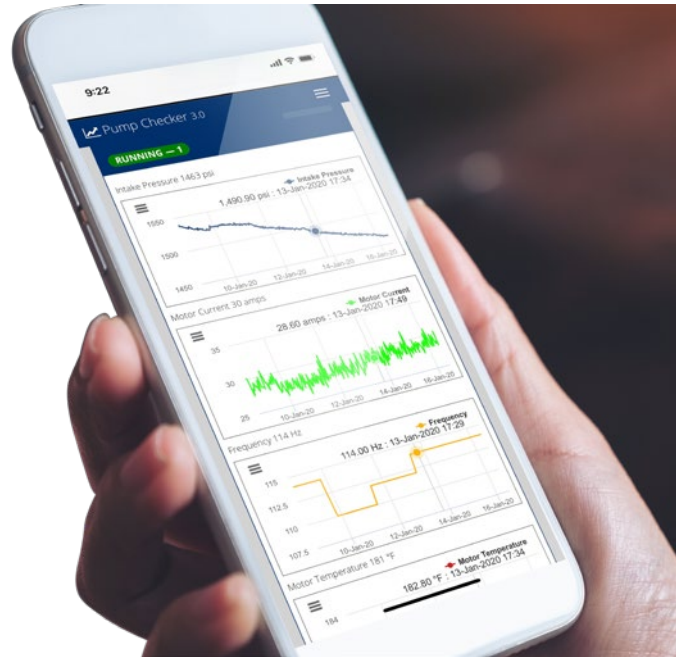 9:22
Pump Checker 3.0
RUNNING — 1
Intake Pressure 1463 psi
Intake Pressure
1,490.90 psi : 13-Jan-2020 17:34
1550
1500
1450
10-Jan-20 12-Jan-20 14-Jan-20 16-Jan-20
Motor Current 30 amps
Motor Current
28.60 amps : 13-Jan-2020 17:49
35
30
25
10-Jan-20 12-Jan-20 14-Jan-20 16-Jan-20
Frequency 114 Hz
Frequency
114.00 Hz : 13-Jan-2020 17:29
115
112.5
110
107.5
10-Jan-20 12-Jan-20 14-Jan-20 16-Jan-20
Motor Temperature 181 °F
Motor Temperature
182.80 °F : 13-Jan-2020 17:34
184